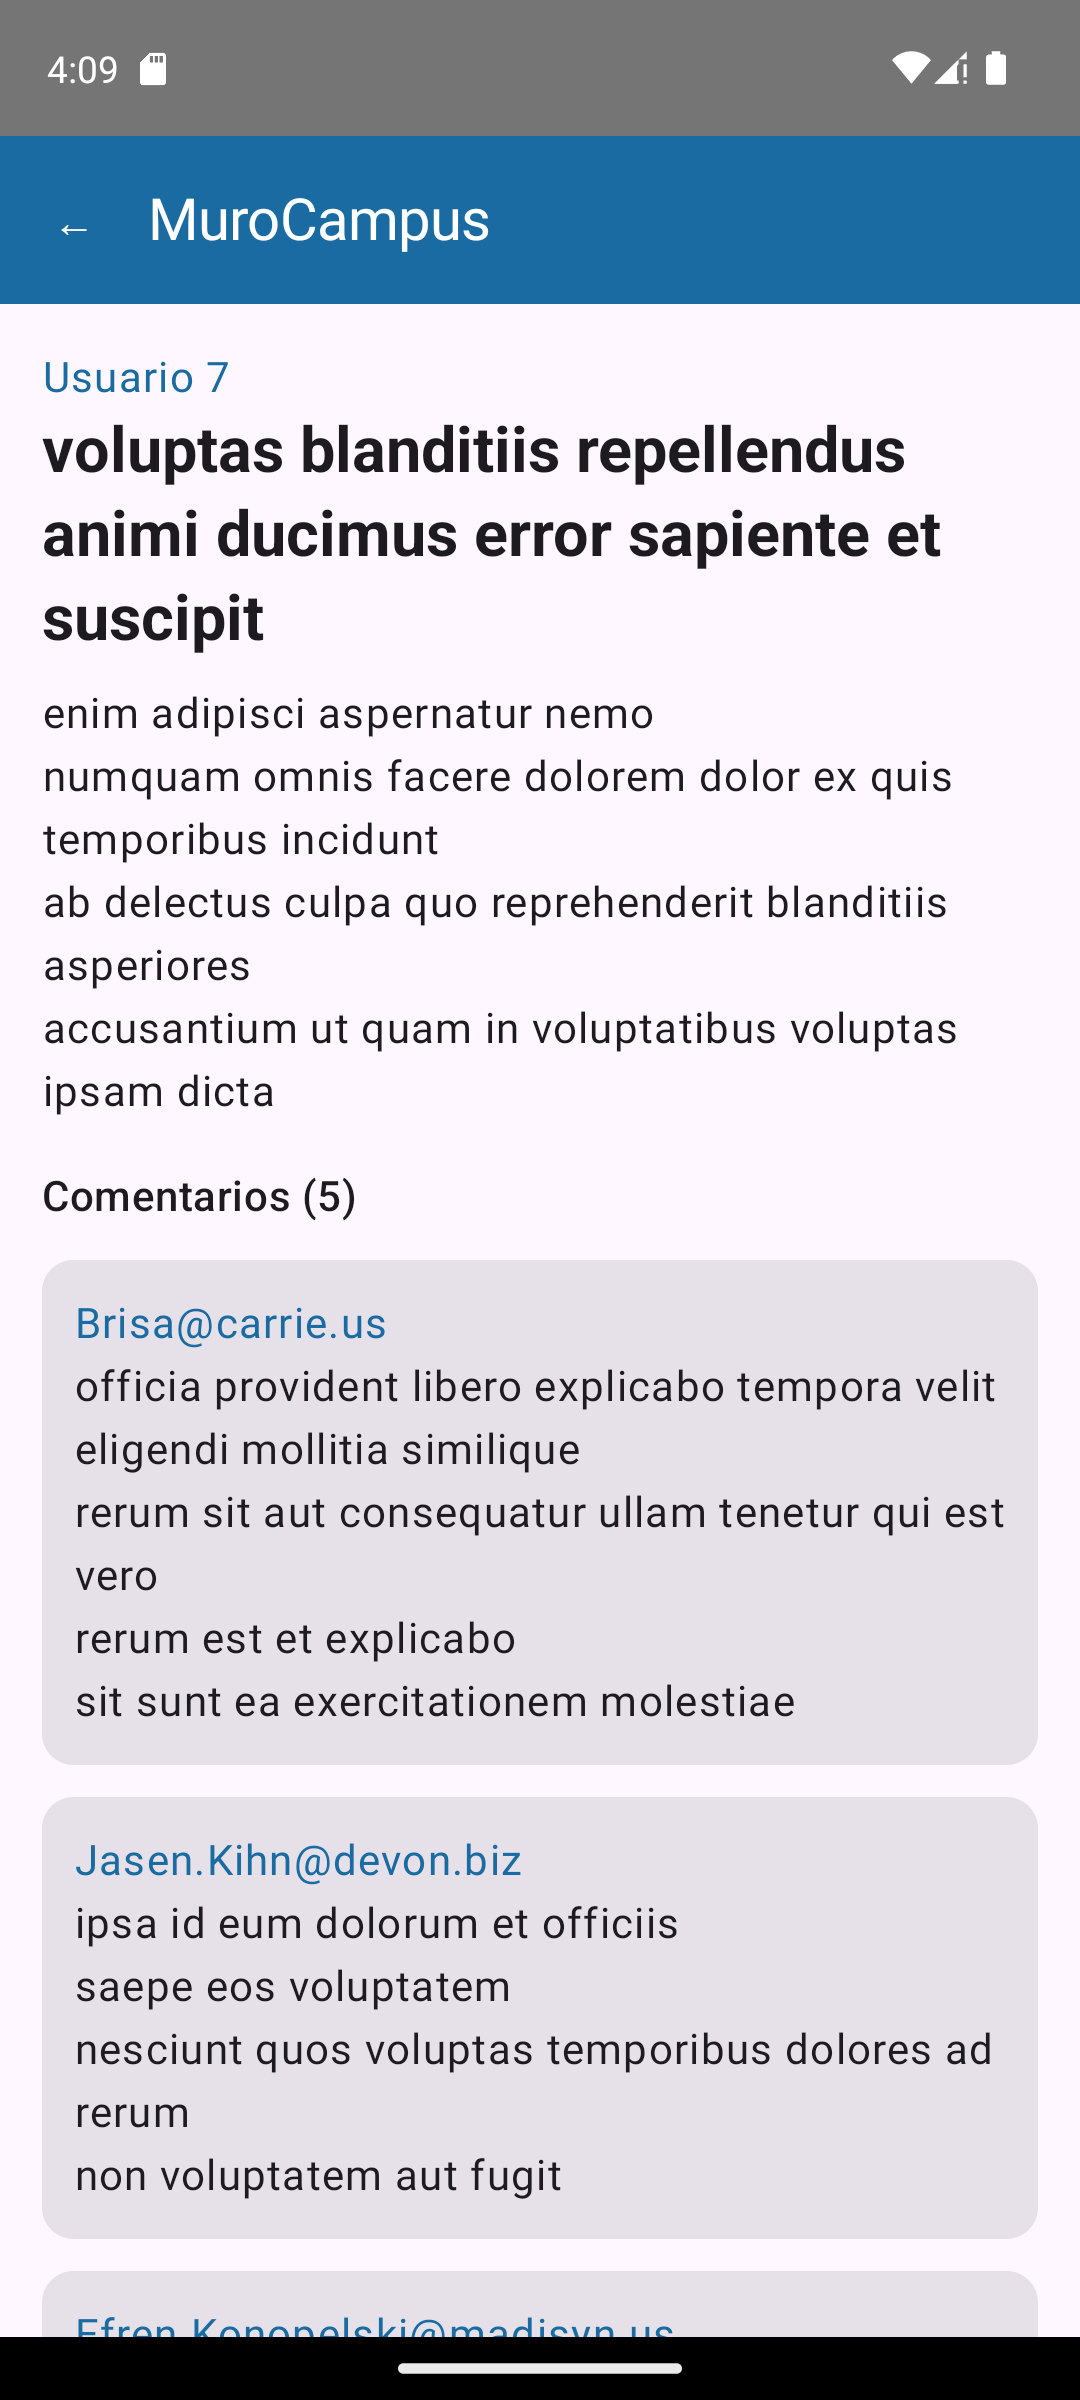 4:09
← MuroCampus
Usuario 7
voluptas blanditiis repellendus
animi ducimus error sapiente et
suscipit
enim adipisci aspernatur nemo
numquam omnis facere dolorem dolor ex quis
temporibus incidunt
ab delectus culpa quo reprehenderit blanditiis
asperiores
accusantium ut quam in voluptatibus voluptas
ipsam dicta
Comentarios (5)
Brisa@carrie.us
officia provident libero explicabo tempora velit
eligendi mollitia similique
rerum sit aut consequatur ullam tenetur qui est
vero
rerum est et explicabo
sit sunt ea exercitationem molestiae
Jasen.Kihn@devon.biz
ipsa id eum dolorum et officiis
saepe eos voluptatem
nesciunt quos voluptas temporibus dolores ad
rerum
non voluptatem aut fugit
Efren.Konopelski@madisyn.us